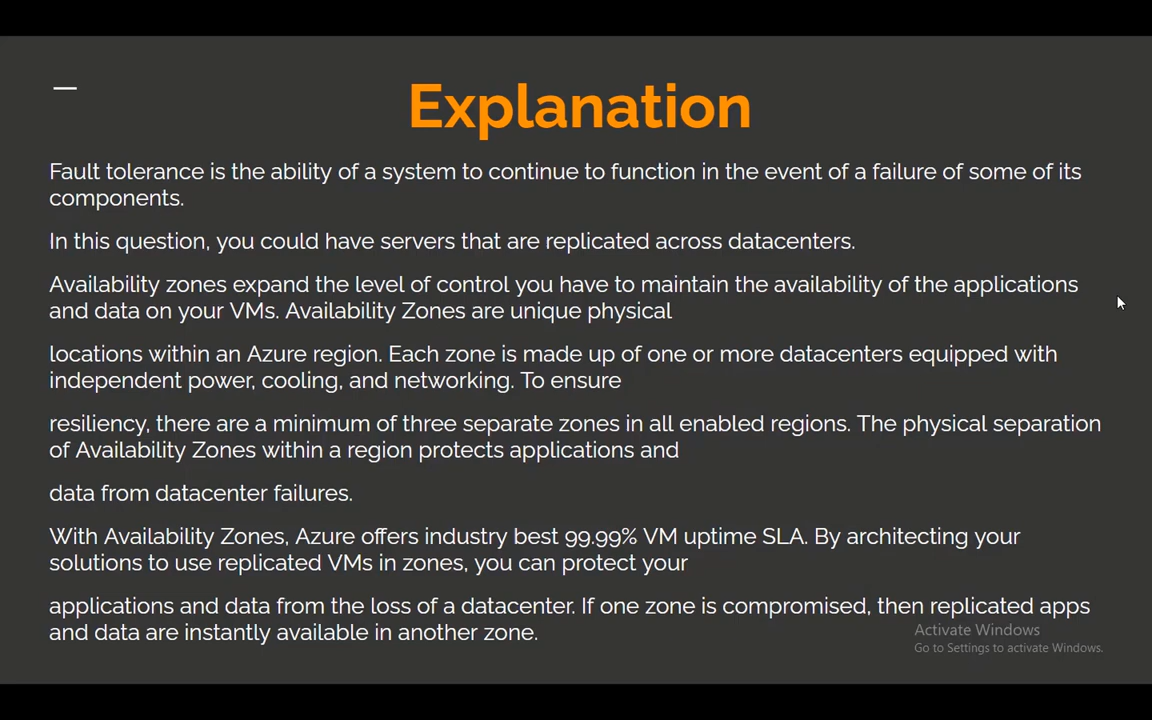 Explanation
Fault tolerance is the ability of a system to continue to function in the event of a failure of some of its
components.
In this question, you could have servers that are replicated across datacenters.
Availability zones expand the level of control you have to maintain the availability of the applications
and data on your VMs. Availability Zones are unique physical
locations within an Azure region. Each zone is made up of one or more datacenters equipped with
independent power, cooling, and networking. To ensure
resiliency, there are a minimum of three separate zones in all enabled regions. The physical separation
of Availability Zones within a region protects applications and
data from datacenter failures.
With Availability Zones, Azure offers industry best 99.99% VM uptime SLA. By architecting your
solutions to use replicated VMs in zones, you can protect your
applications and data from the loss of a datacenter. If one zone is compromised, then replicated apps
and data are instantly available in another zone.
Activate Windows
Go to Settings to activate Windows.